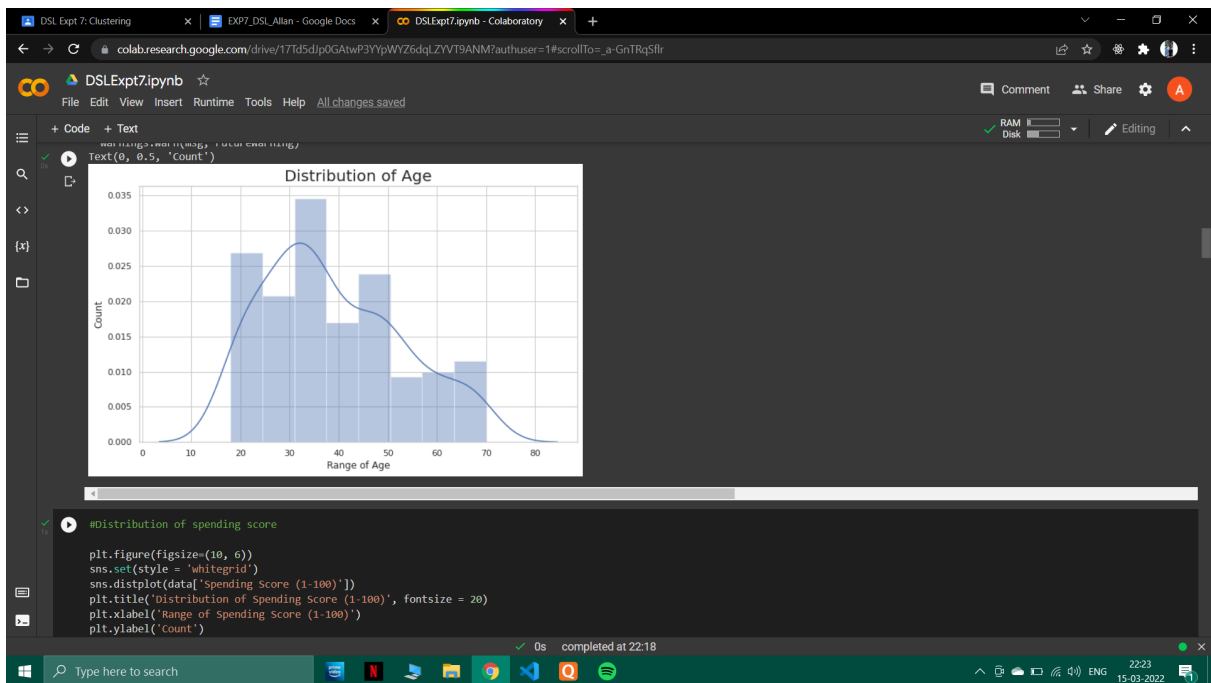 DSL Expt 7: Clustering
EXP7_DSL_Allan - Google Docs
DSLExpt7.ipynb - Colaboratory
colab.research.google.com/drive/17Td5dJp0GAtwP3YYpWYZ6dqLZYVT9ANM?authuser=1#scrollTo=_a-GnTRqSflr
DSLExpt7.ipynb
Comment
Share
A
File Edit View Insert Runtime Tools Help All changes saved
+ Code + Text
RAM
Disk
Editing
warnings.warn(msg, FutureWarning)
Text(0, 0.5, 'Count')
Distribution of Age
0.035
0.030
0.025
0.020
0.015
0.010
0.005
0.000
Count
0 10 20 30 40 50 60 70 80
Range of Age
{x}
#Distribution of spending score
plt.figure(figsize=(10, 6))
sns.set(style = 'whitegrid')
sns.distplot(data['Spending Score (1-100)'])
plt.title('Distribution of Spending Score (1-100)', fontsize = 20)
plt.xlabel('Range of Spending Score (1-100)')
plt.ylabel('Count')
0s completed at 22:18
Type here to search
ENG
22:23
15-03-2022